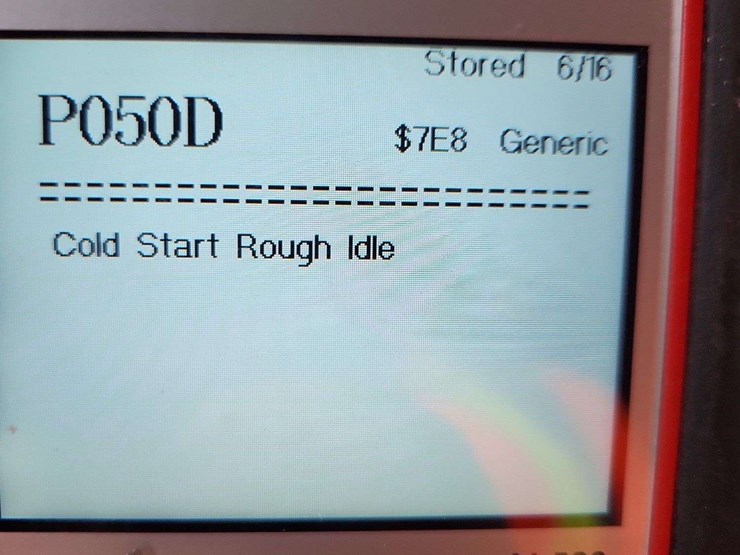 Stored 6/16
P050D
$7E8 Generic
============================
Cold Start Rough Idle